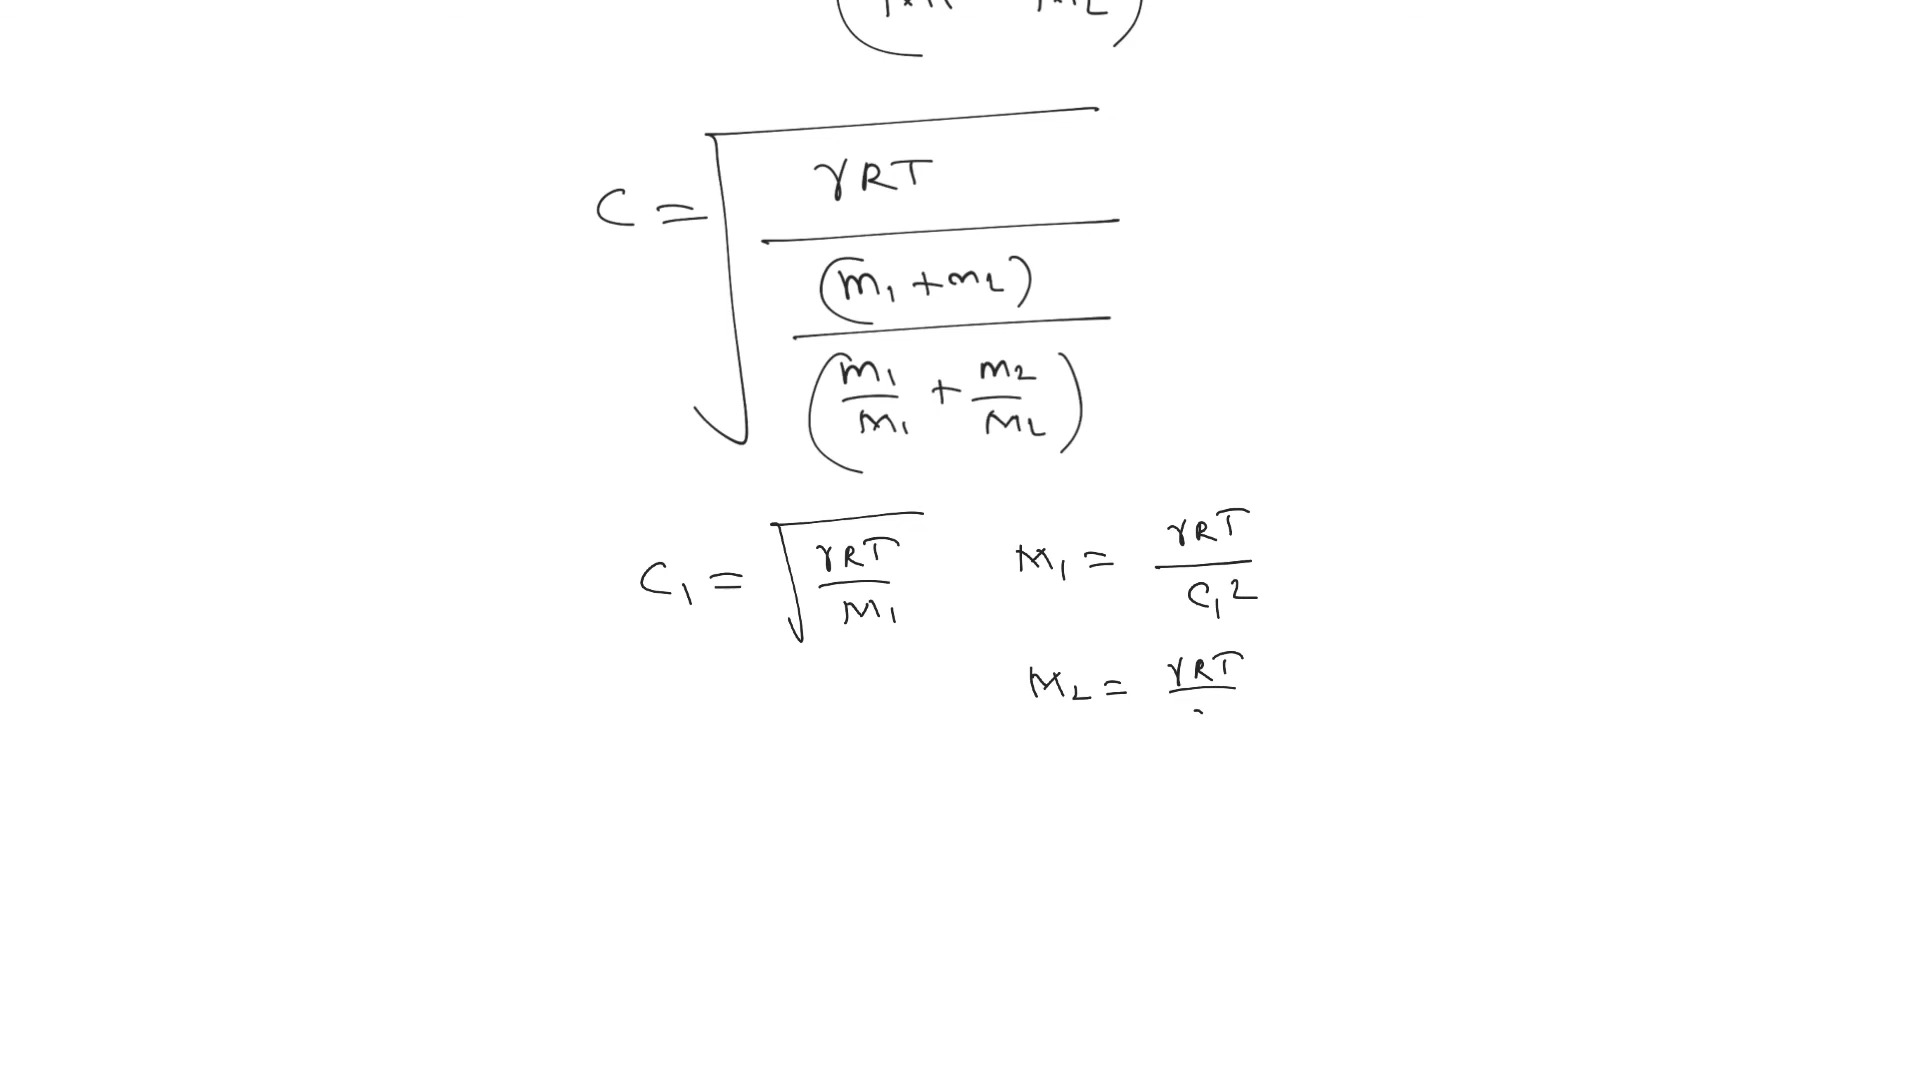 C = √(γRT / ((m₁ + m₂) / (m₁/M₁ + m₂/M₂)))
C₁ = √(γRT / M₁)    M₁ = γRT / C₁²
M₂ = γRT /